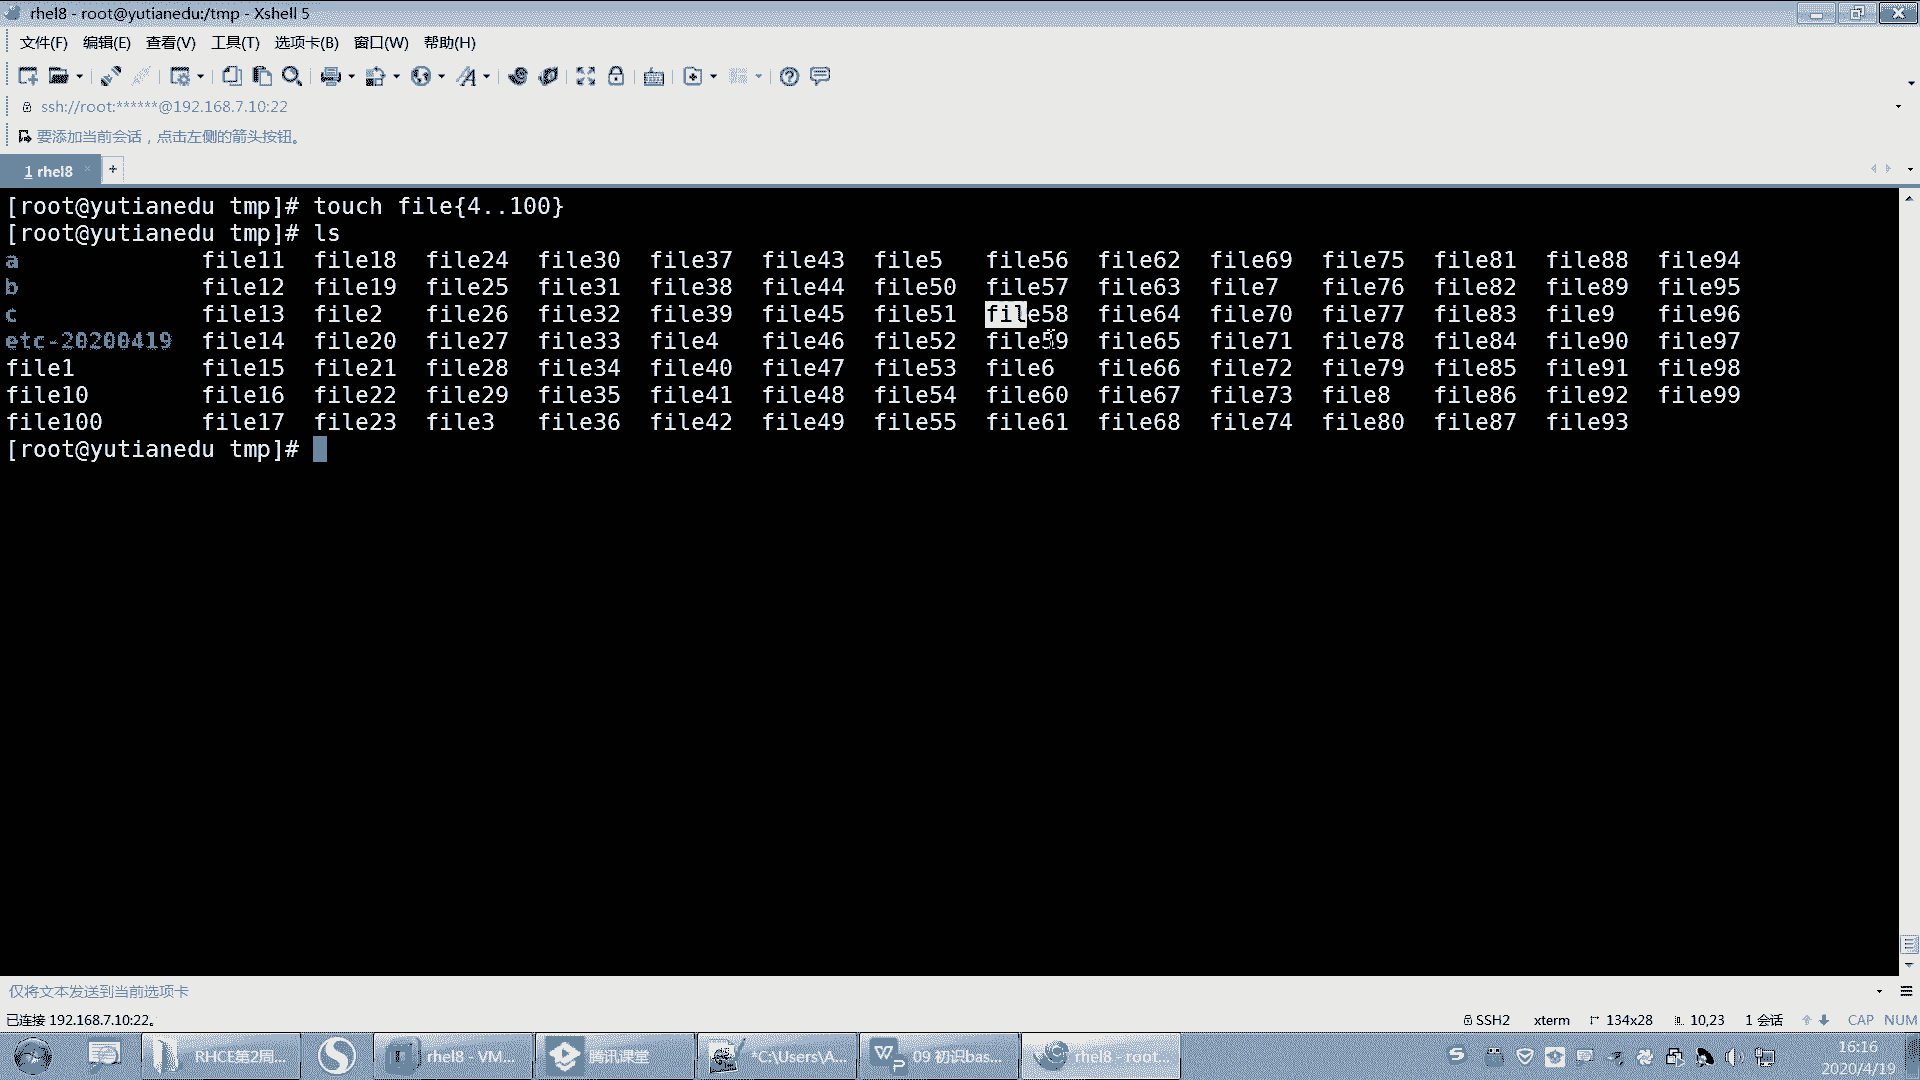 rhel8 - root@yutianedu:/tmp - Xshell 5
文件(F) 编辑(E) 查看(V) 工具(T) 选项卡(B) 窗口(W) 帮助(H)
ssh://root:******@192.168.7.10:22
要添加当前会话，点击左侧的箭头按钮。
1 rhel8 × +
[root@yutianedu tmp]# touch file{4..100}
[root@yutianedu tmp]# ls
a file11 file18 file24 file30 file37 file43 file5 file56 file62 file69 file75 file81 file88 file94
b file12 file19 file25 file31 file38 file44 file50 file57 file63 file7 file76 file82 file89 file95
c file13 file2 file26 file32 file39 file45 file51 file58 file64 file70 file77 file83 file9 file96
etc-20200419 file14 file20 file27 file33 file4 file46 file52 file59 file65 file71 file78 file84 file90 file97
file1 file15 file21 file28 file34 file40 file47 file53 file6 file66 file72 file79 file85 file91 file98
file10 file16 file22 file29 file35 file41 file48 file54 file60 file67 file73 file8 file86 file92 file99
file100 file17 file23 file3 file36 file42 file49 file55 file61 file68 file74 file80 file87 file93
[root@yutianedu tmp]#
仅将文本发送到当前选项卡
已连接 192.168.7.10:22。 SSH2 xterm 134x28 10,23 1 会话 CAP NUM
RHCE第2周... rhel8 - VM... 腾讯课堂 *C:\Users\A... 09 初识bas... rhel8 - root... 16:16
2020/4/19